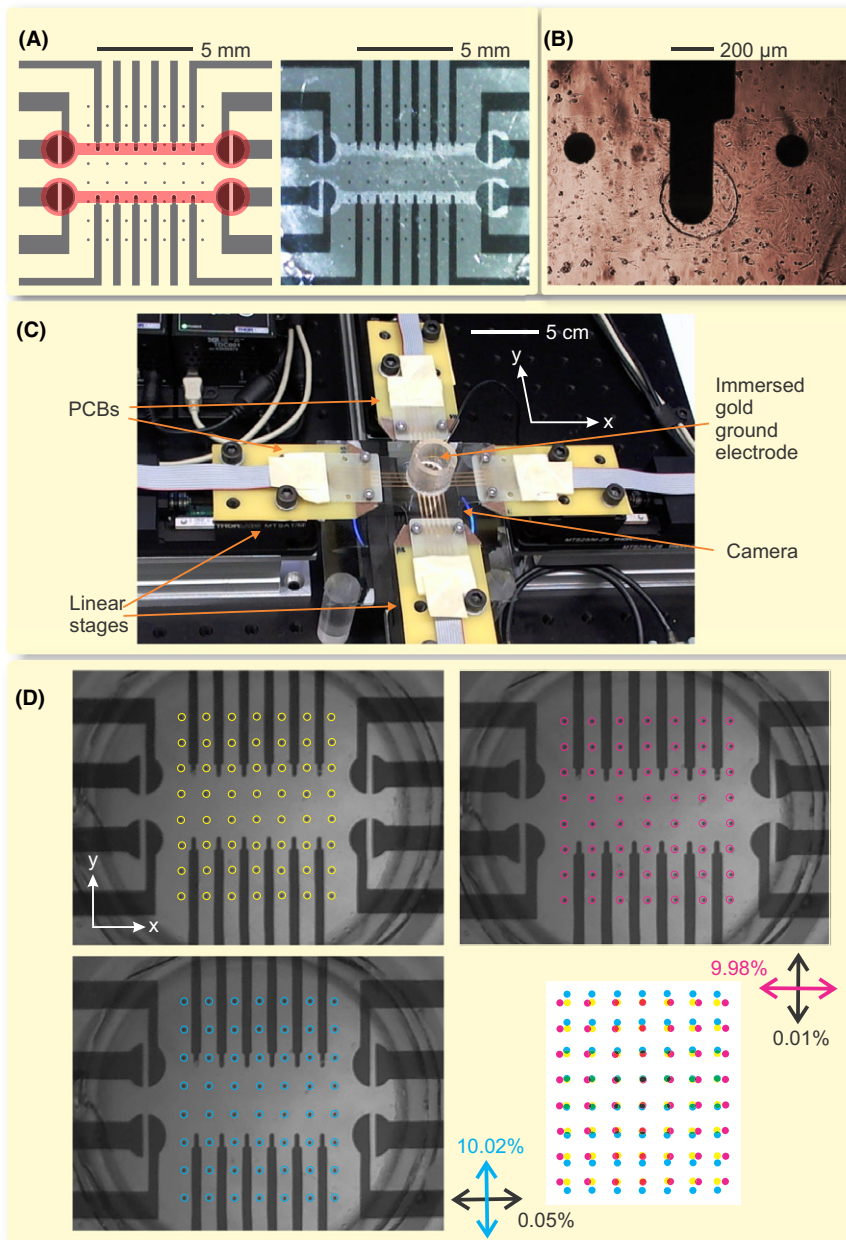 (A)
5 mm
5 mm
(B)
200 µm
(C)
5 cm
y
x
PCBs
Immersed
gold
ground
electrode
Camera
Linear
stages
(D)
y
x
9.98%
0.01%
10.02%
0.05%